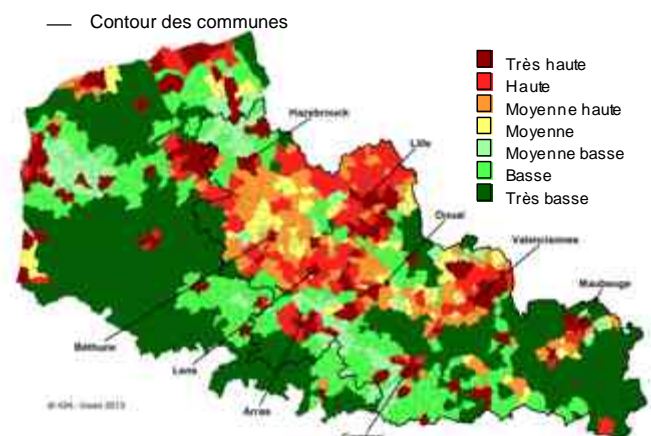 Contour des communes
Très haute
Haute
Moyenne haute
Moyenne
Moyenne basse
Basse
Très basse
Hazebrouck
Lille
Douai
Valenciennes
Maubeuge
Béthune
Lens
Arras